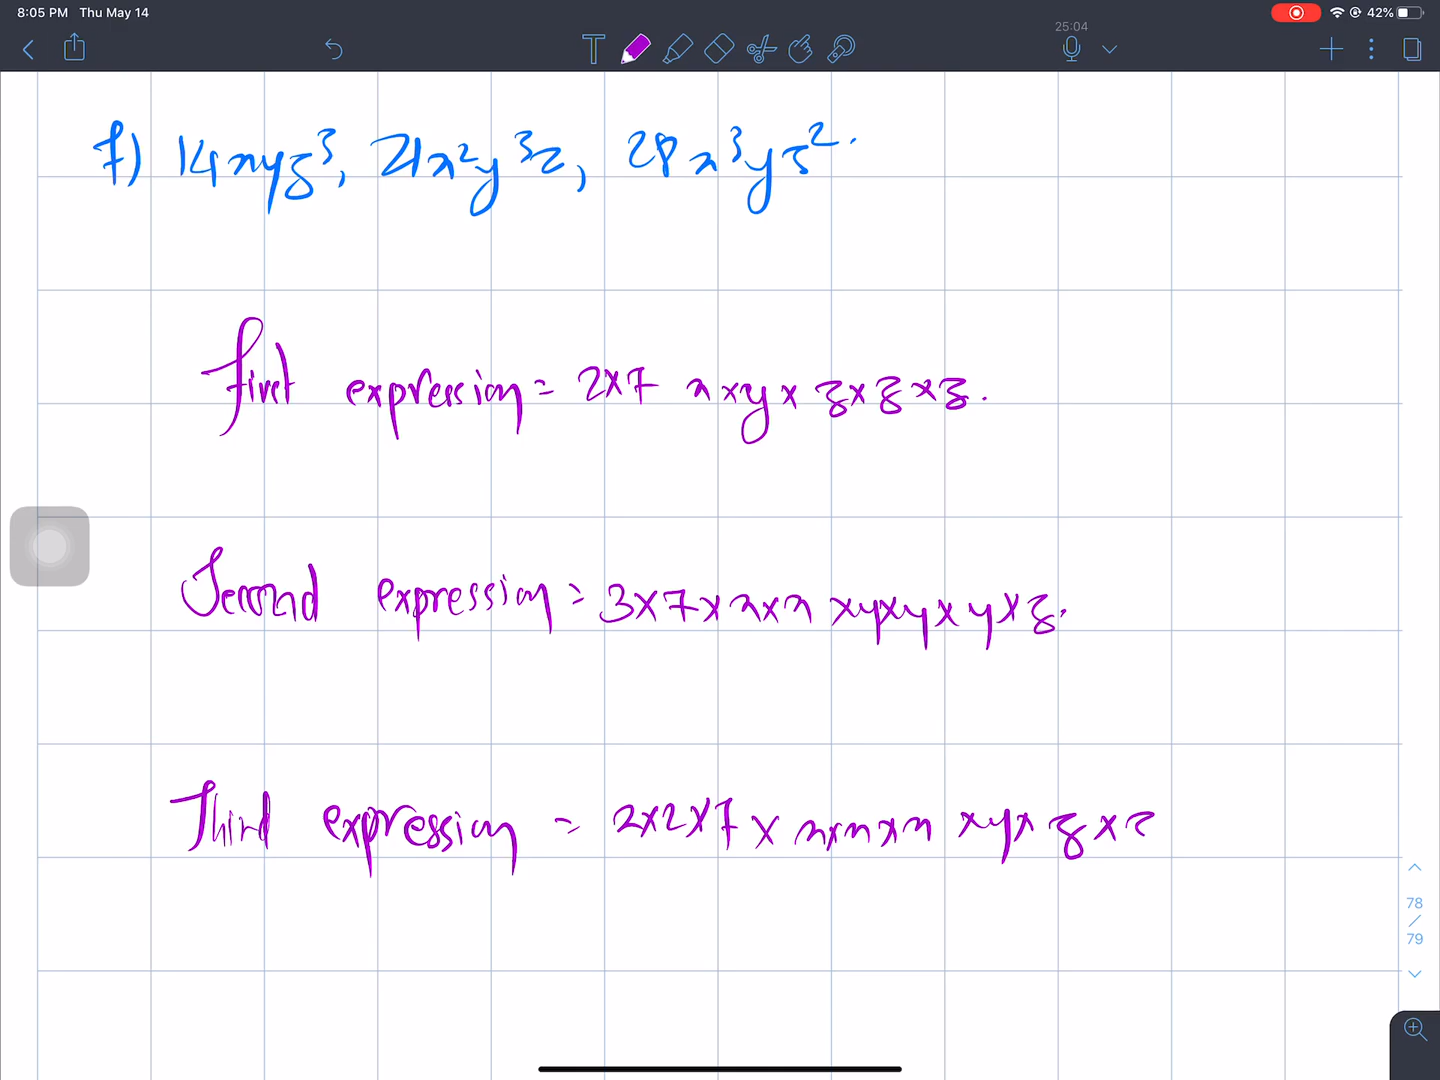 8:05 PM Thu May 14
42%
25:04
f) 14xyz³, 21x²y³z, 28x³yz².
First expression = 2×7 x×y×z×z×z.
Second expression = 3×7×x×x×y×y×y×z.
Third expression = 2×2×7×x×x×x×y×z×z
78
/
79